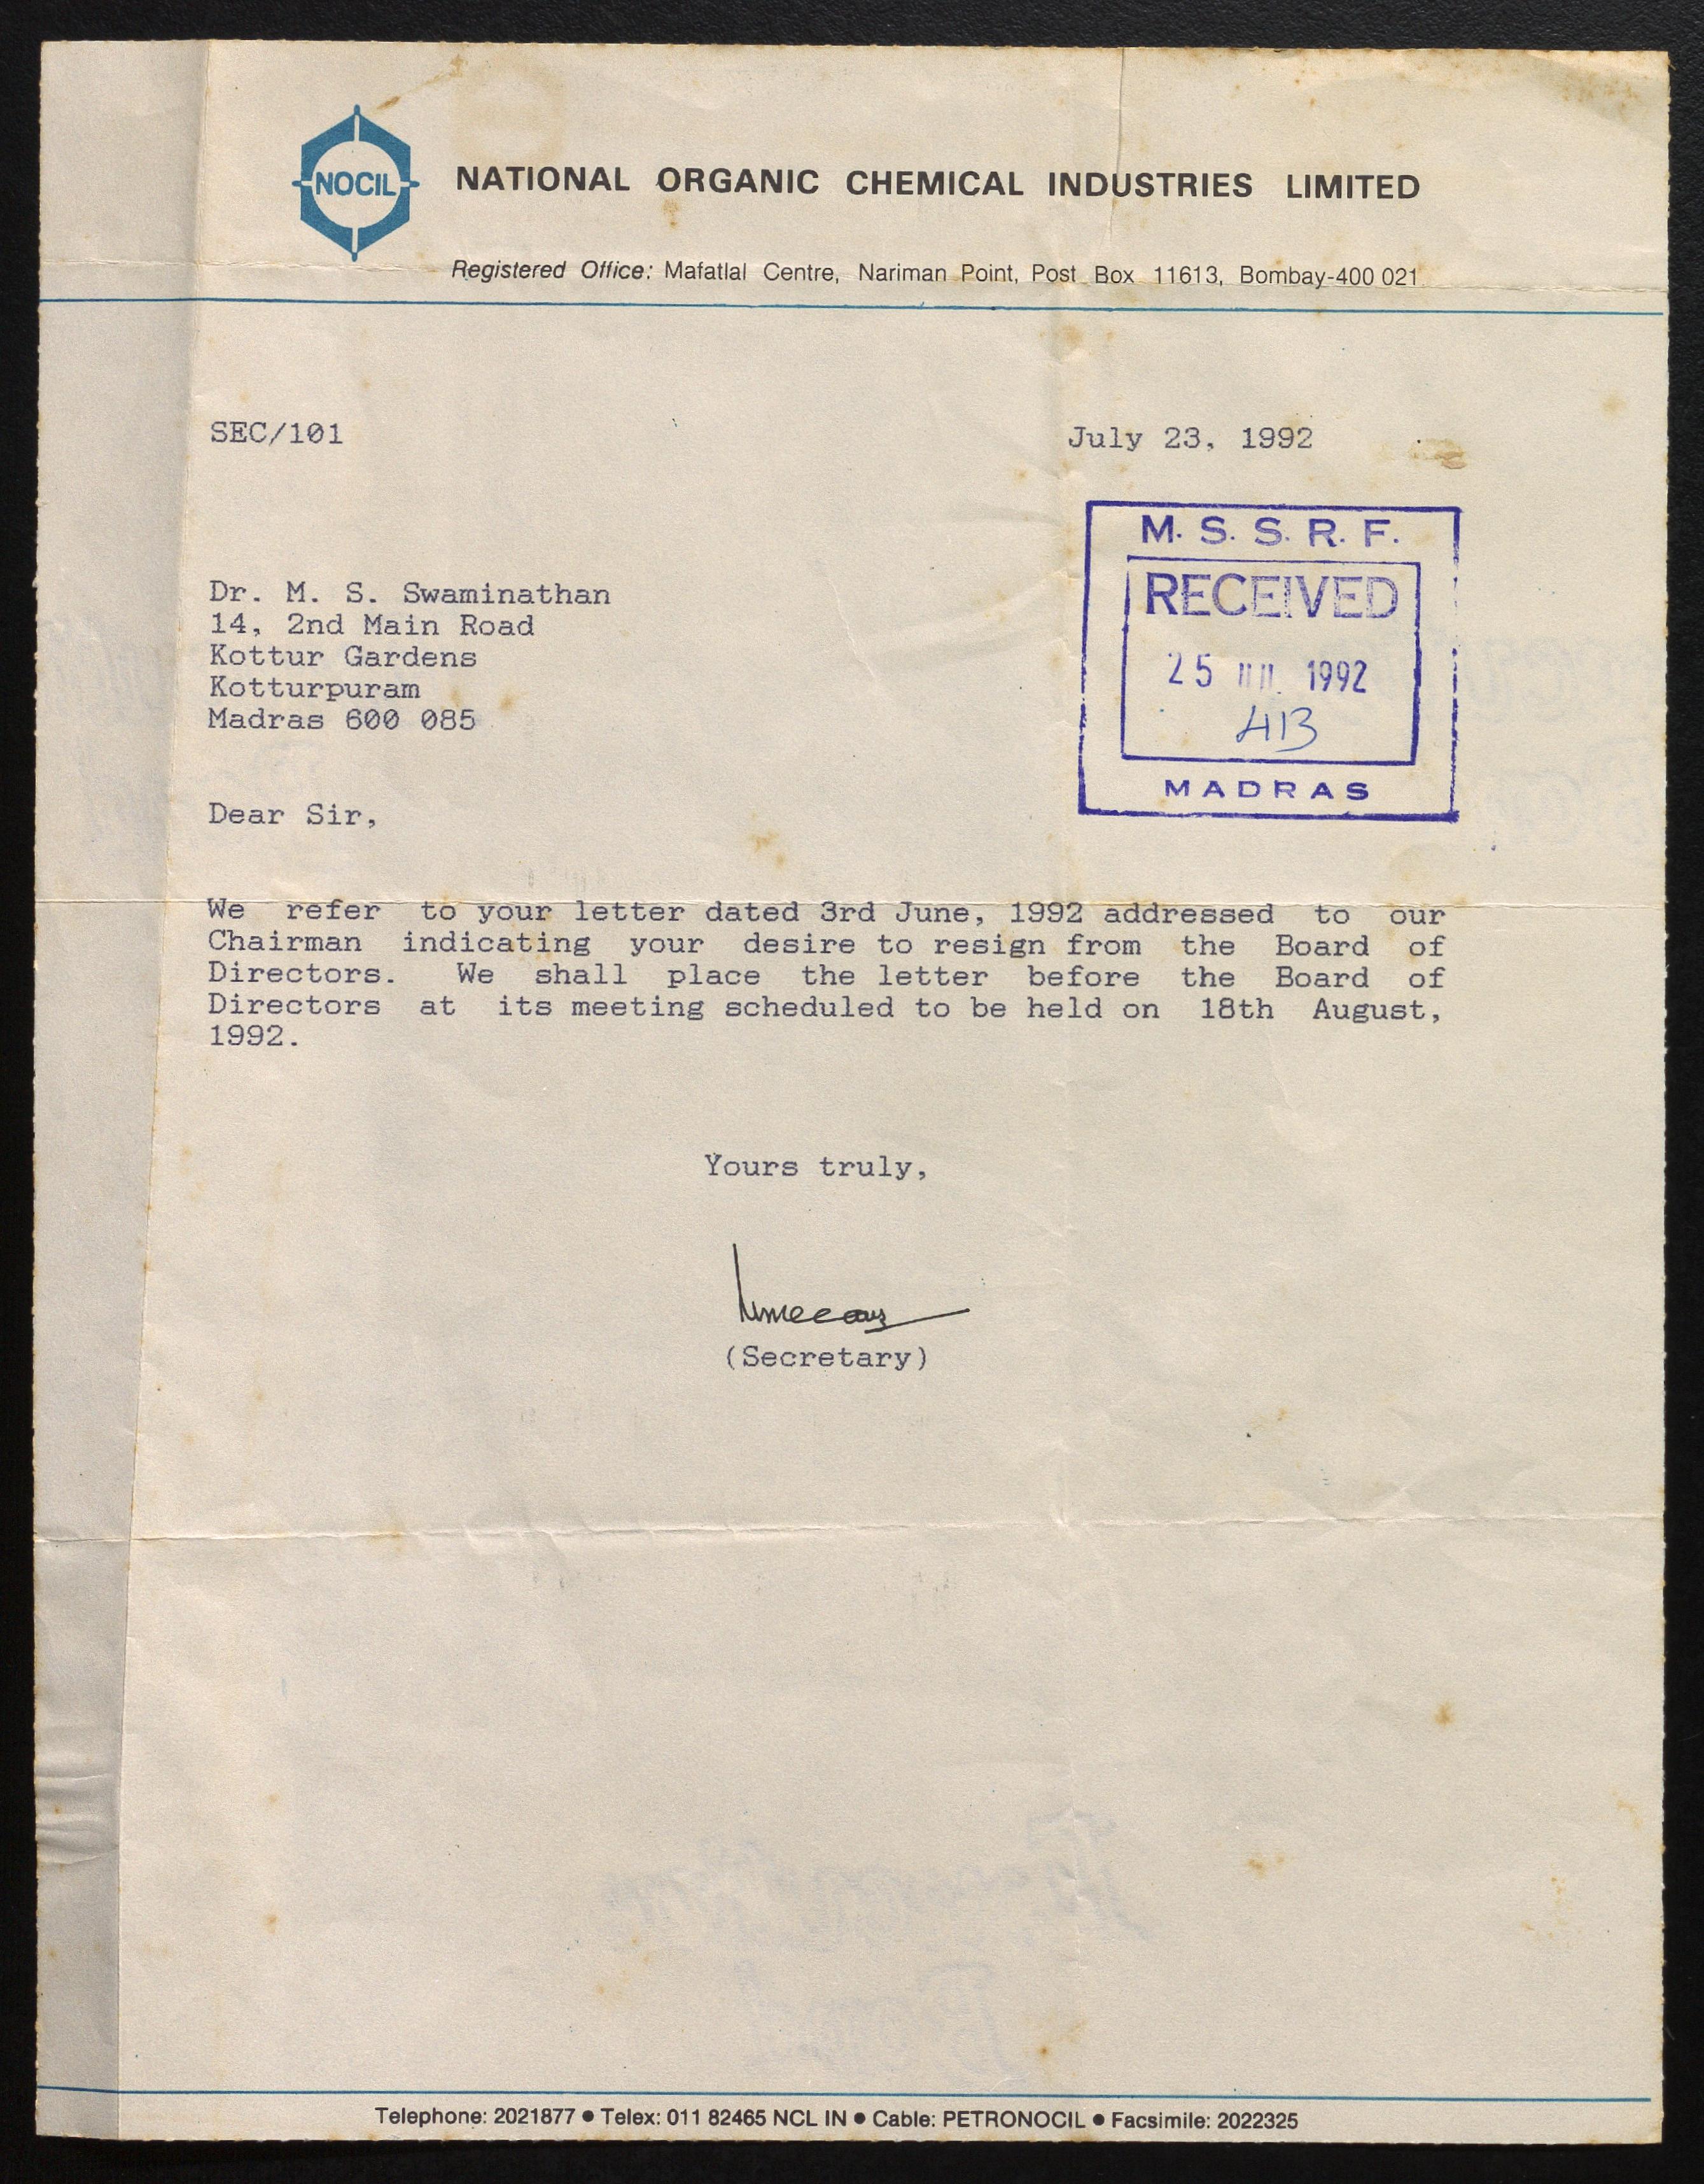 NOCIL
NATIONAL ORGANIC CHEMICAL INDUSTRIES LIMITED
Registered Office: Mafatlal Centre, Nariman Point, Post Box 11613, Bombay-400 021
SEC/101
July 23, 1992
M. S. S. R. F.
RECEIVED
25 1992
413
MADRAS
Dr. M. S. Swaminathan
14, 2nd Main Road
Kottur Gardens
Kotturpuram
Madras 600 085
Dear Sir,
We refer to your letter dated 3rd June, 1992 addressed to our
Chairman indicating your desire to resign from the Board of
Directors. We shall place the letter before the Board of
Directors at its meeting scheduled to be held on 18th August,
1992.
Yours truly,
(Secretary)
Telephone: 2021877 ● Telex: 011 82465 NCL IN ● Cable: PETRONOCIL ● Facsimile: 2022325